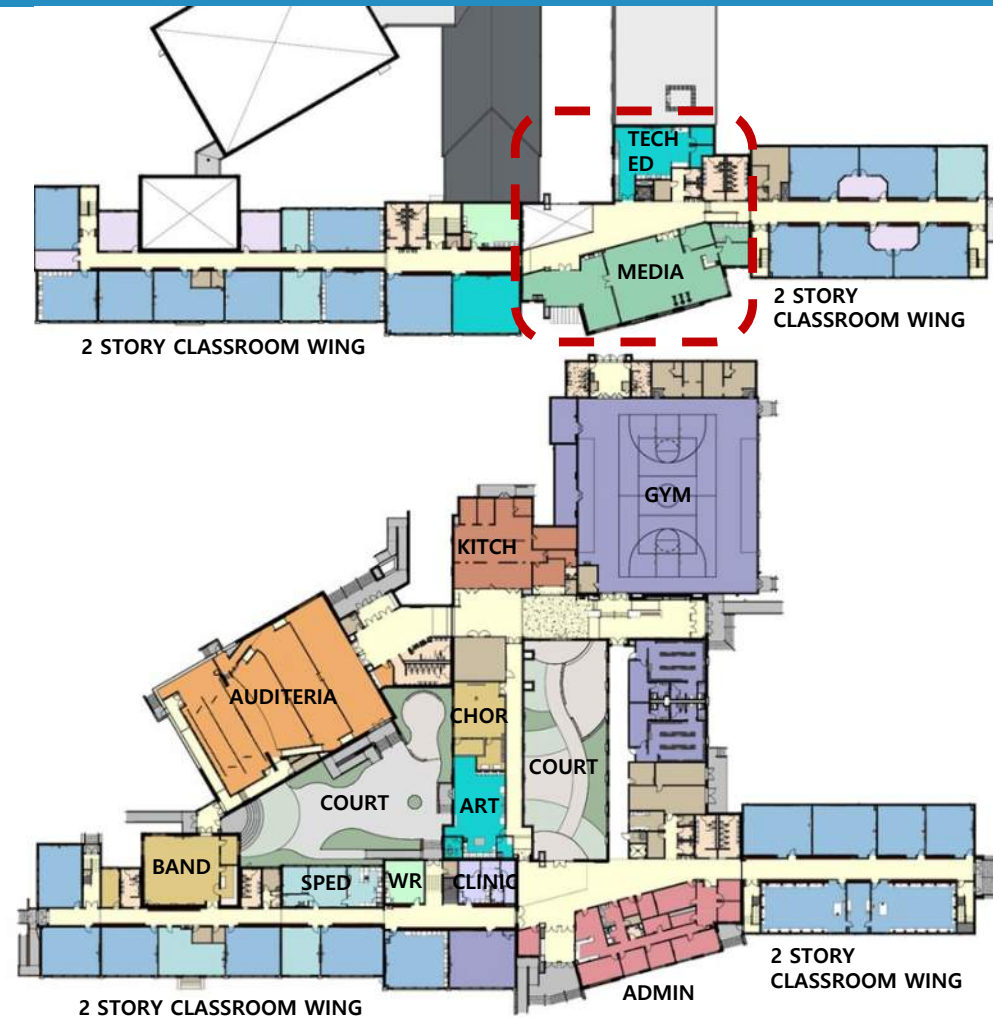 TECH
ED
MEDIA
2 STORY
CLASSROOM WING
2 STORY CLASSROOM WING
GYM
KITCH
AUDITERIA
CHOR
COURT
COURT
ART
BAND
SPED
WR
CLINIC
2 STORY
CLASSROOM WING
ADMIN
2 STORY CLASSROOM WING